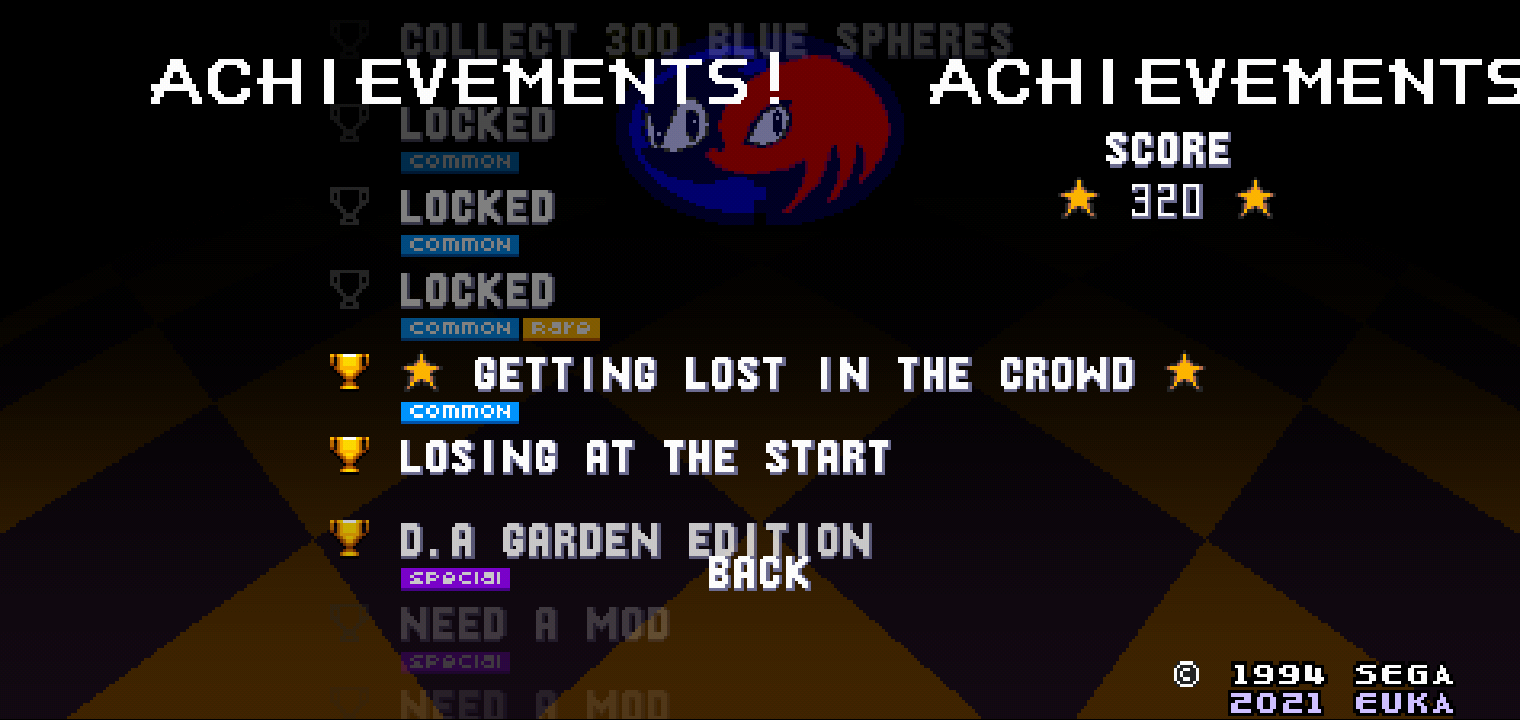 COLLECT 300 BLUE SPHERES
ACHIEVEMENTS! ACHIEVEMENTS
LOCKED
COMMON
SCORE
320
LOCKED
COMMON
LOCKED
COMMON Rare
GETTING LOST IN THE CROWD
COMMON
LOSING AT THE START
D.A GARDEN EDITION
SPECIAL
BACK
NEED A MOD
SPECIAL
NEED A MOD
© 1994 SEGA
2021 EUKA